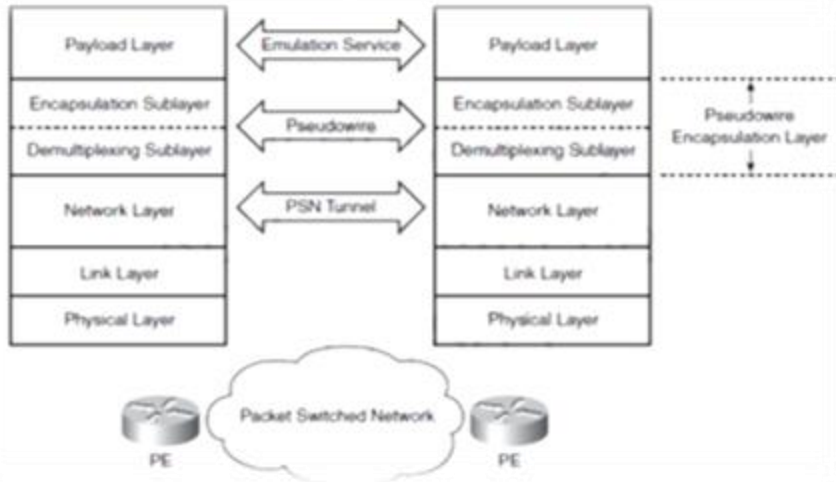 Payload Layer
Emulation Service
Payload Layer
Encapsulation Sublayer
Pseudowire
Encapsulation Sublayer
Pseudowire
Encapsulation Layer
Demultiplexing Sublayer
Demultiplexing Sublayer
Network Layer
PSN Tunnel
Network Layer
Link Layer
Link Layer
Physical Layer
Physical Layer
Packet Switched Network
PE
PE